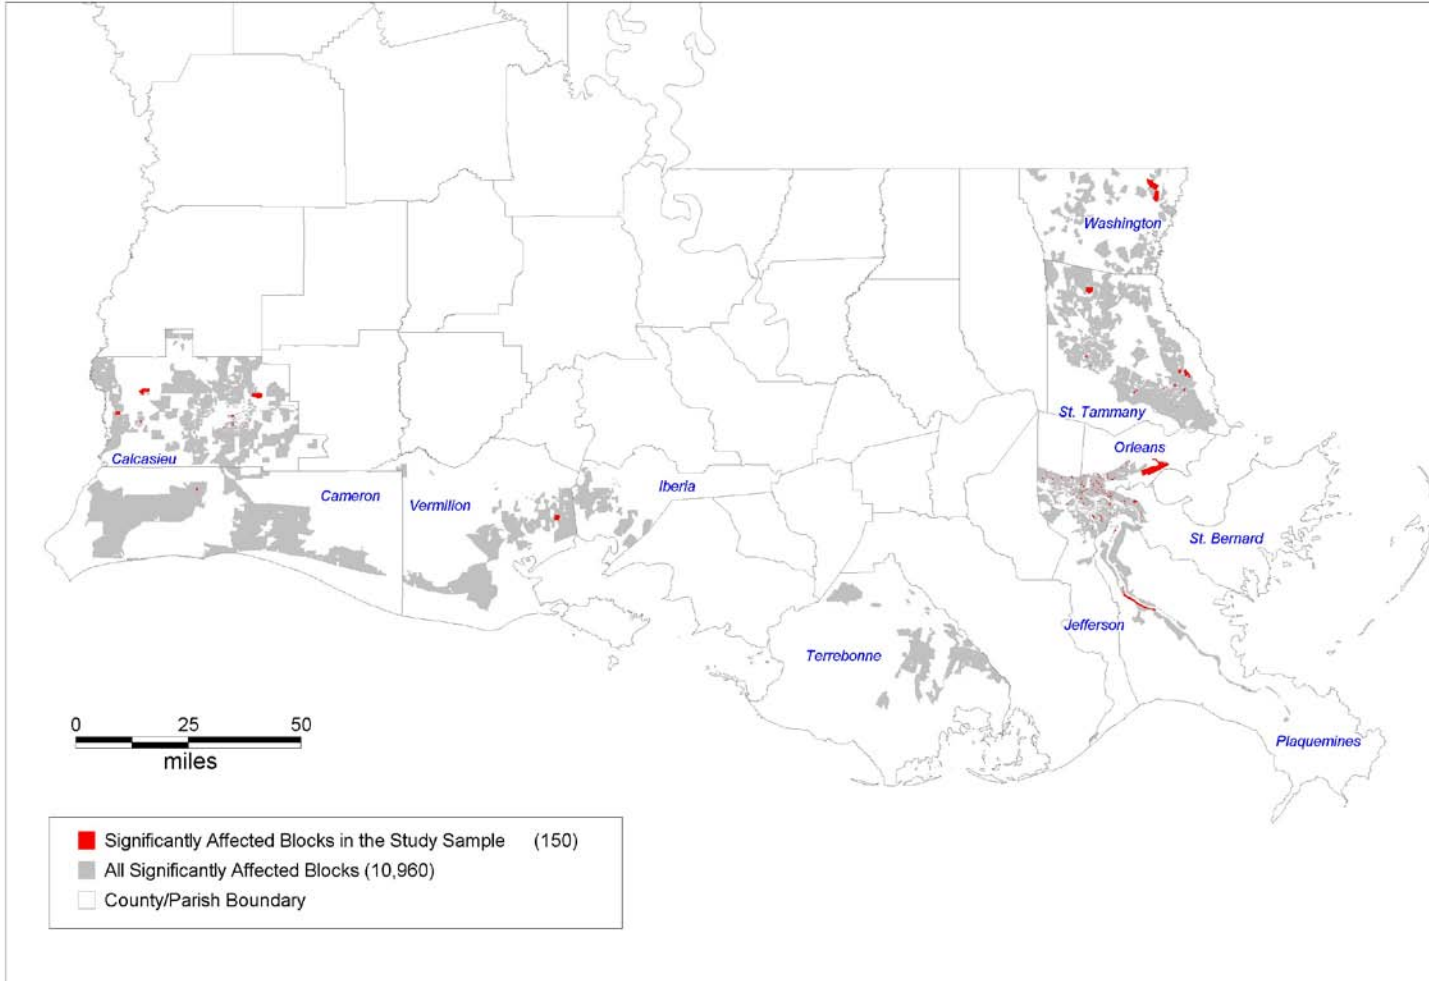 Washington
St. Tammany
Orleans
Calcasieu
Cameron
Vermilion
Iberia
St. Bernard
Jefferson
Terrebonne
Plaquemines
0 25 50
miles
Significantly Affected Blocks in the Study Sample (150)
All Significantly Affected Blocks (10,960)
County/Parish Boundary